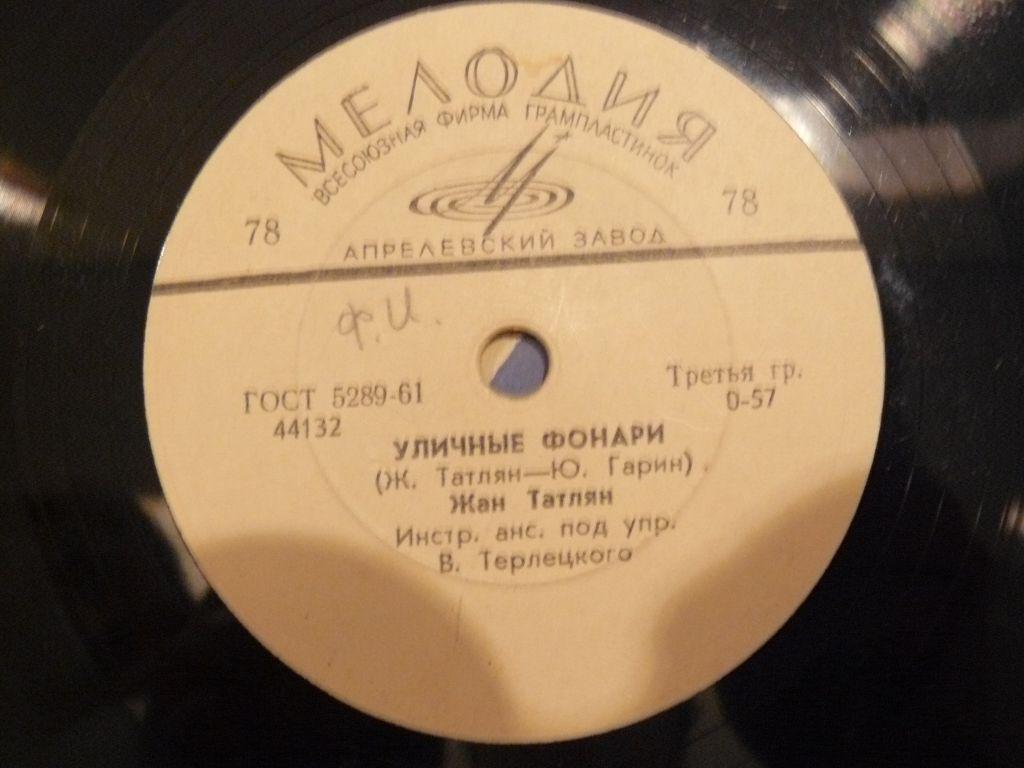 МЕЛОДИЯ
ВСЕСОЮЗНАЯ ФИРМА ГРАМПЛАСТИНОК
78
78
АПРЕЛЕВСКИЙ ЗАВОД
Ф.И.
ГОСТ 5289-61
44132
Третья гр.
0-57
УЛИЧНЫЕ ФОНАРИ
(Ж. Татлян—Ю. Гарин)
Жан Татлян
Инстр. анс. под упр.
В. Терлецкого